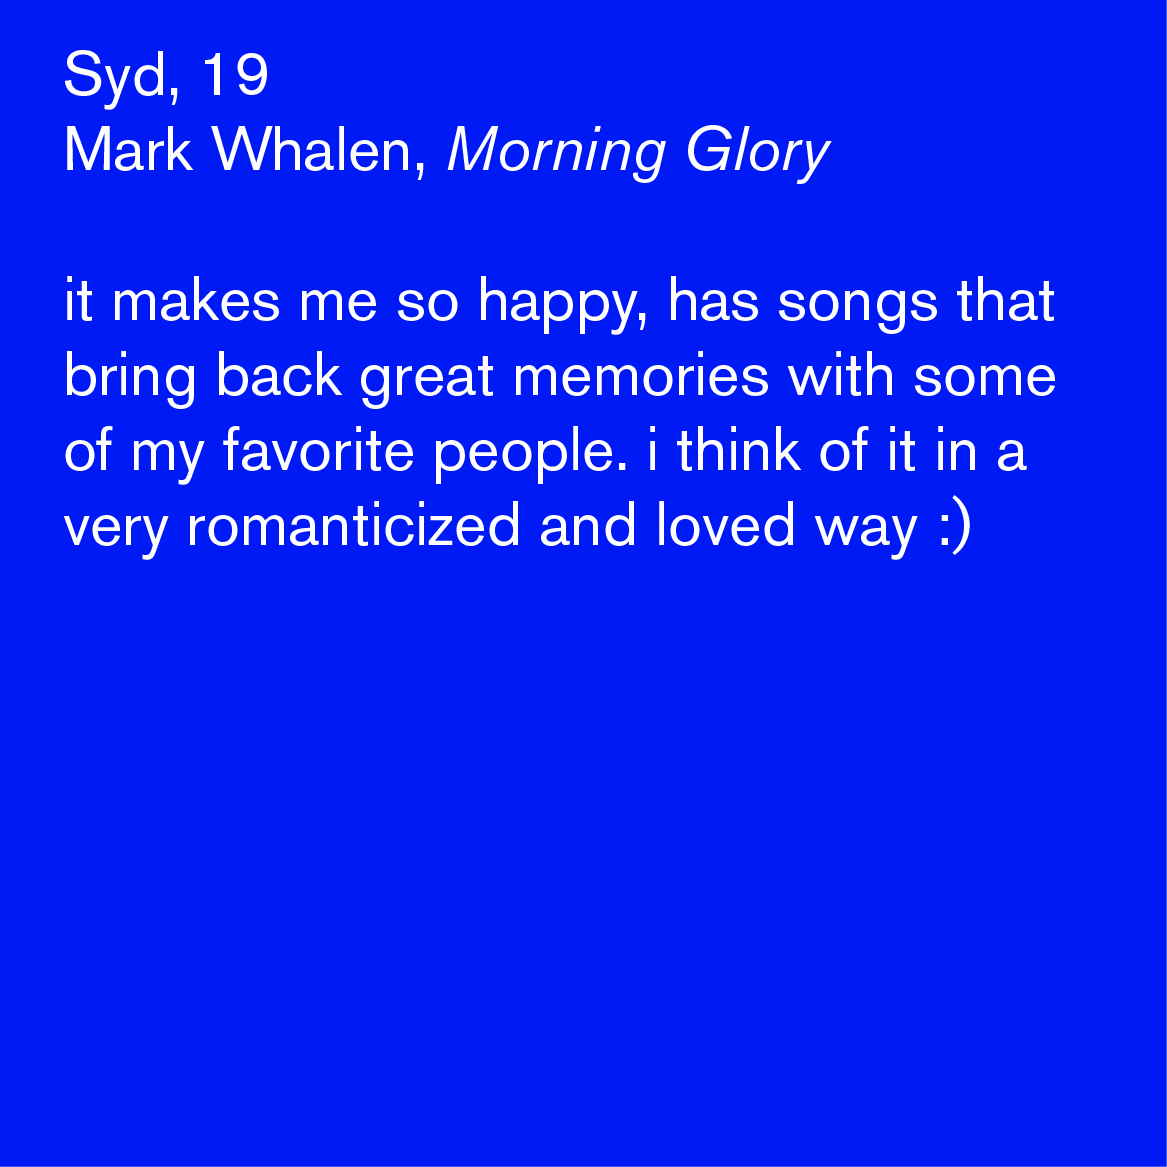 Syd, 19
Mark Whalen, Morning Glory
it makes me so happy, has songs that
bring back great memories with some
of my favorite people. i think of it in a
very romanticized and loved way :)